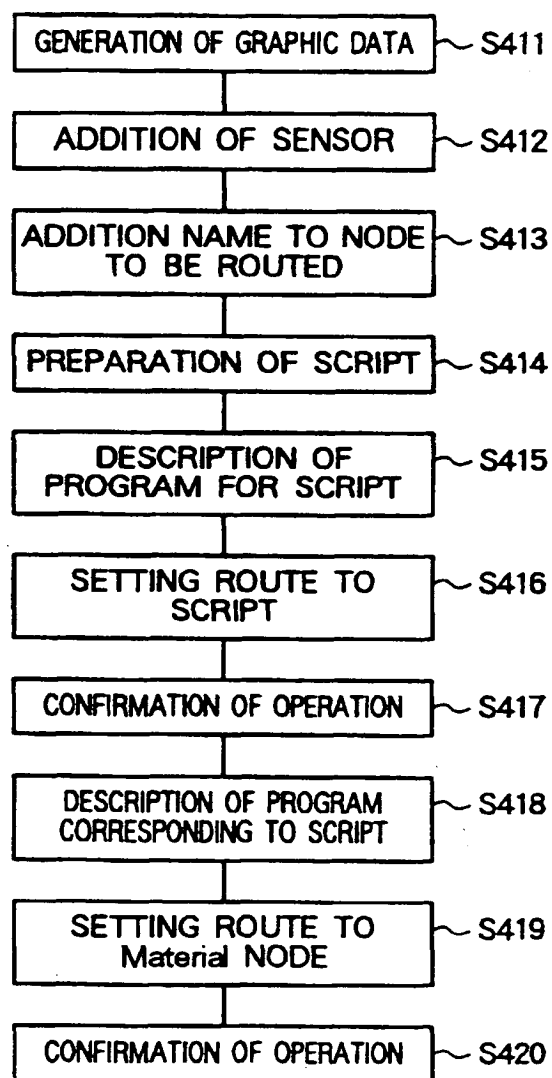 GENERATION OF GRAPHIC DATA ~ S411
ADDITION OF SENSOR ~ S412
ADDITION NAME TO NODE ~ S413
TO BE ROUTED
PREPARATION OF SCRIPT ~ S414
DESCRIPTION OF ~ S415
PROGRAM FOR SCRIPT
SETTING ROUTE TO ~ S416
SCRIPT
CONFIRMATION OF OPERATION ~ S417
DESCRIPTION OF PROGRAM ~ S418
CORRESPONDING TO SCRIPT
SETTING ROUTE TO ~ S419
Material NODE
CONFIRMATION OF OPERATION ~ S420